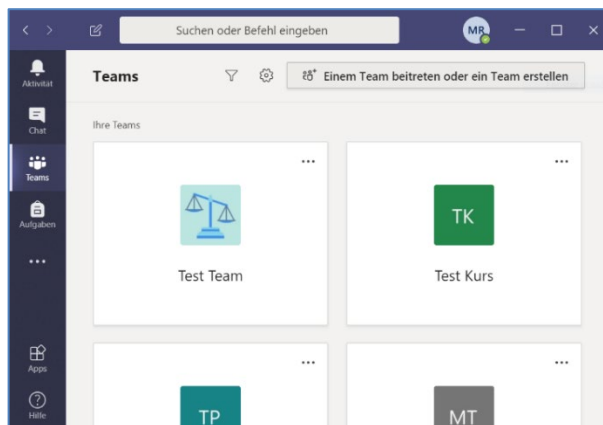 Suchen oder Befehl eingeben
MR
Aktivität
Chat
Teams
Aufgaben
Apps
Hilfe
Teams
Einem Team beitreten oder ein Team erstellen
Ihre Teams
Test Team
TK
Test Kurs
TP
MT